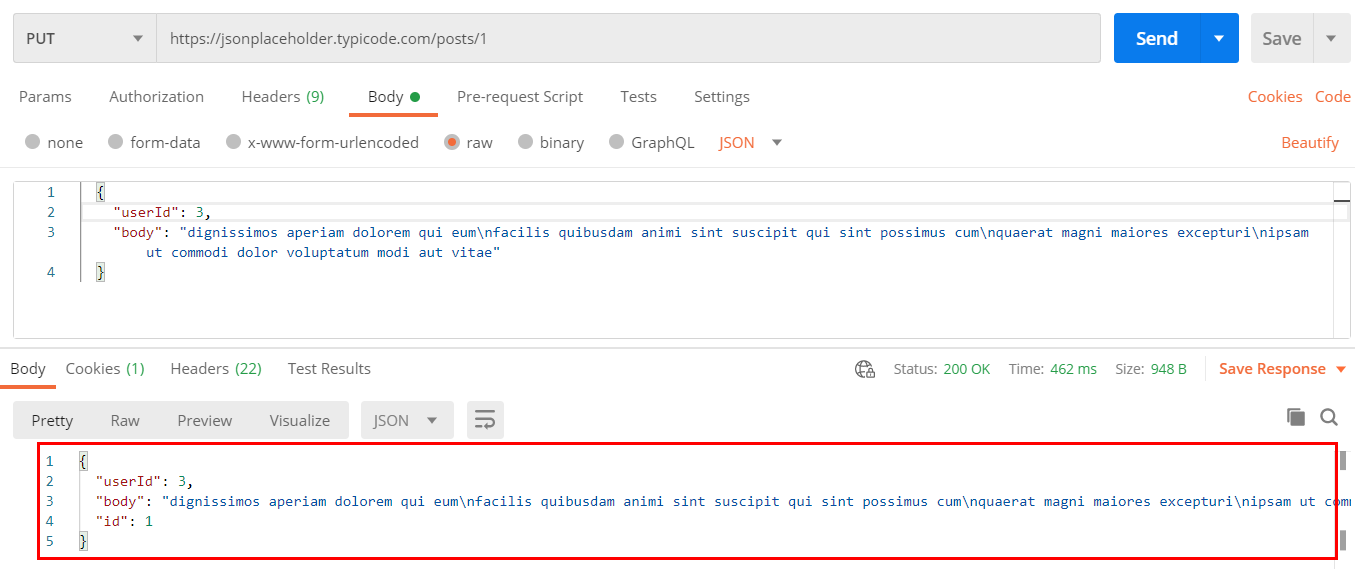 PUT https://jsonplaceholder.typicode.com/posts/1 Send Save
Params Authorization Headers (9) Body Pre-request Script Tests Settings Cookies Code
none form-data x-www-form-urlencoded raw binary GraphQL JSON Beautify
1 {
2 "userId": 3,
3 "body": "dignissimos aperiam dolorem qui eum\nfacilis quibusdam animi sint suscipit qui sint possimus cum\nquaerat magni maiores excepturi\nipsam
ut commodi dolor voluptatum modi aut vitae"
4 }
Body Cookies (1) Headers (22) Test Results Status: 200 OK Time: 462 ms Size: 948 B Save Response
Pretty Raw Preview Visualize JSON
1 {
2 "userId": 3,
3 "body": "dignissimos aperiam dolorem qui eum\nfacilis quibusdam animi sint suscipit qui sint possimus cum\nquaerat magni maiores excepturi\nipsam ut
4 "id": 1
5 }